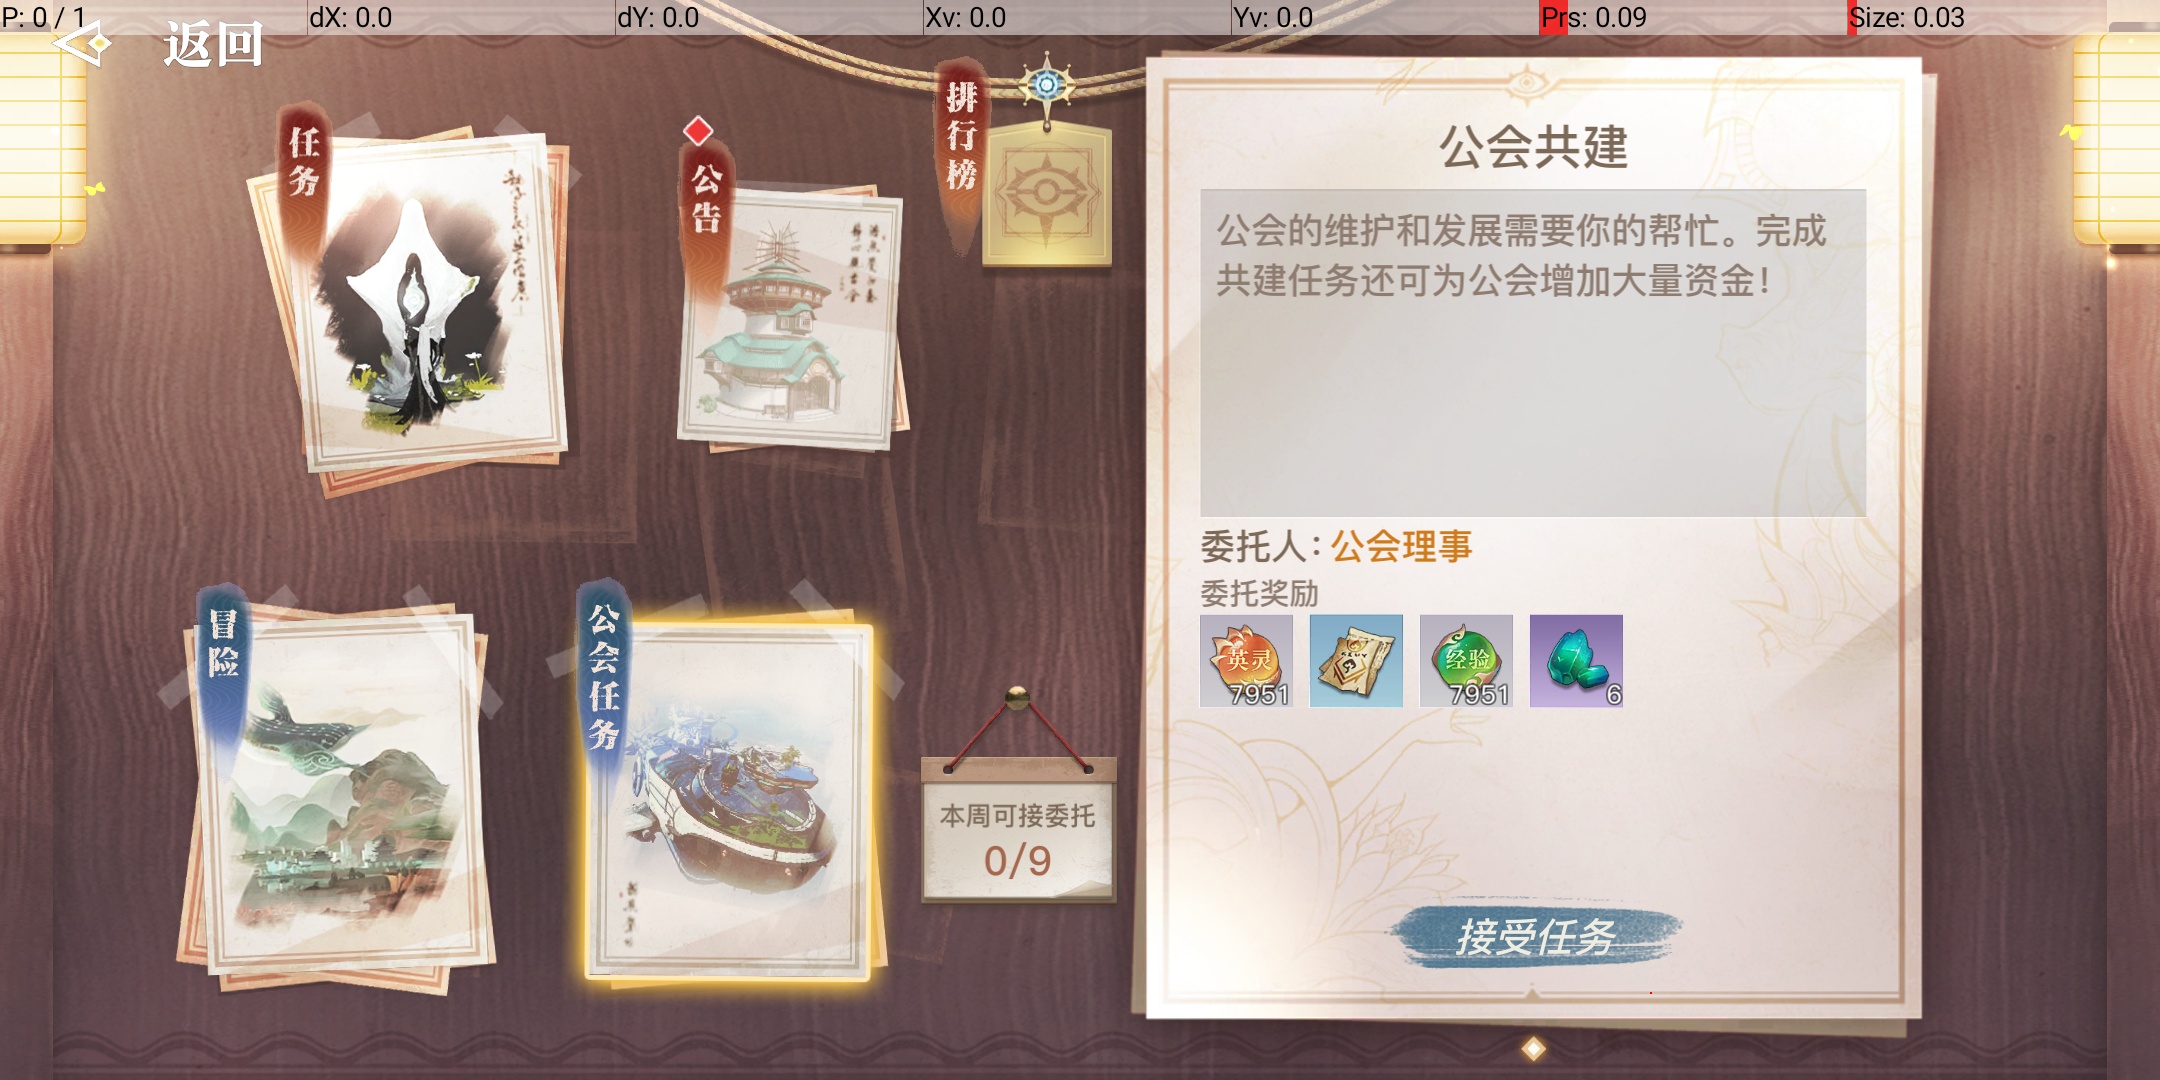 P: 0 / 1
dX: 0.0
dY: 0.0
Xv: 0.0
Yv: 0.0
Prs: 0.09
Size: 0.03
返回
任务
公告
排行榜
冒险
公会任务
本周可接委托
0/9
公会共建
公会的维护和发展需要你的帮忙。完成
共建任务还可为公会增加大量资金！
委托人：公会理事
委托奖励
英灵
7951
经验
7951
6
接受任务